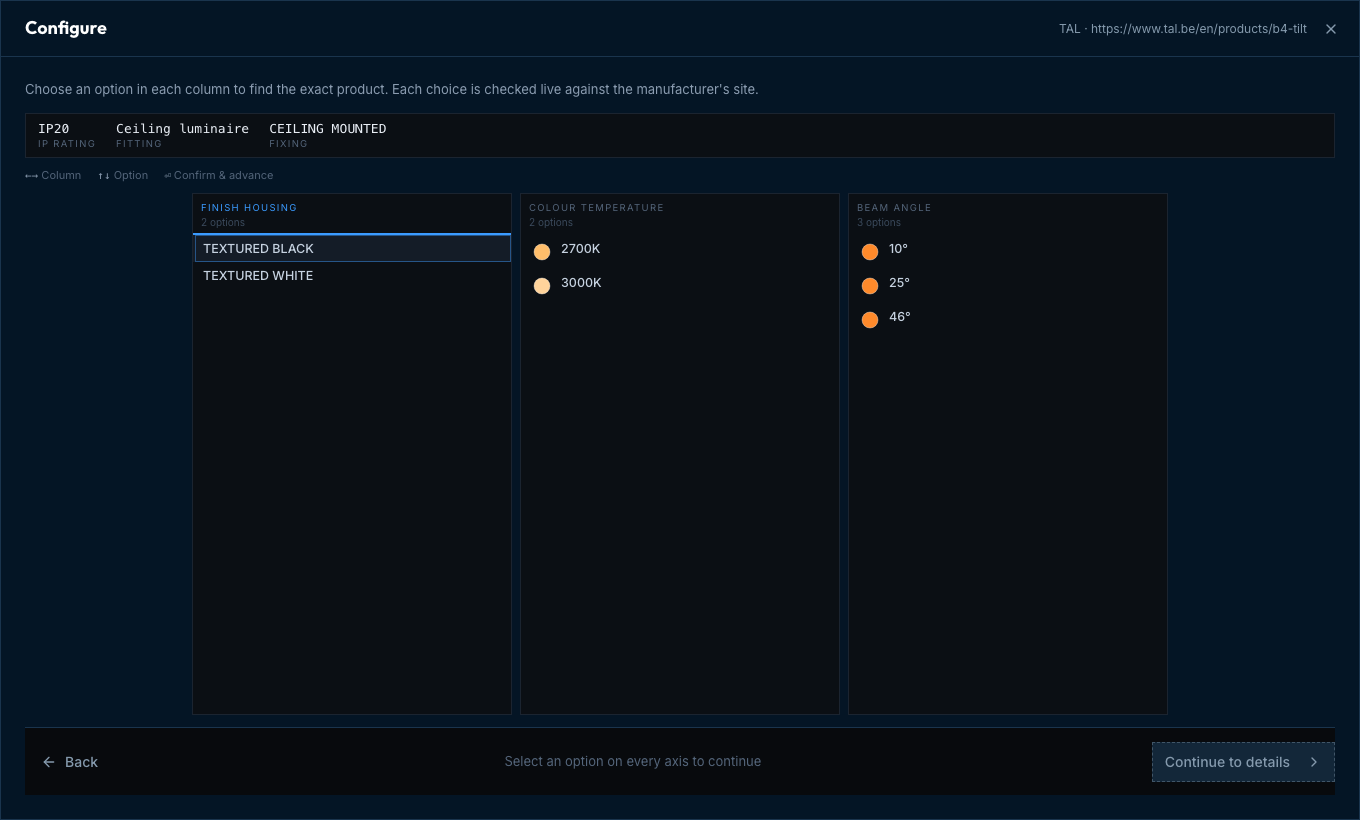 Configure
TAL · https://www.tal.be/en/products/b4-tilt
Choose an option in each column to find the exact product. Each choice is checked live against the manufacturer's site.
IP20 Ceiling luminaire CEILING MOUNTED
IP RATING FITTING FIXING
←→ Column ↑↓ Option ⏎ Confirm & advance
FINISH HOUSING
2 options
TEXTURED BLACK
TEXTURED WHITE
COLOUR TEMPERATURE
2 options
2700K
3000K
BEAM ANGLE
3 options
10°
25°
46°
← Back
Select an option on every axis to continue
Continue to details